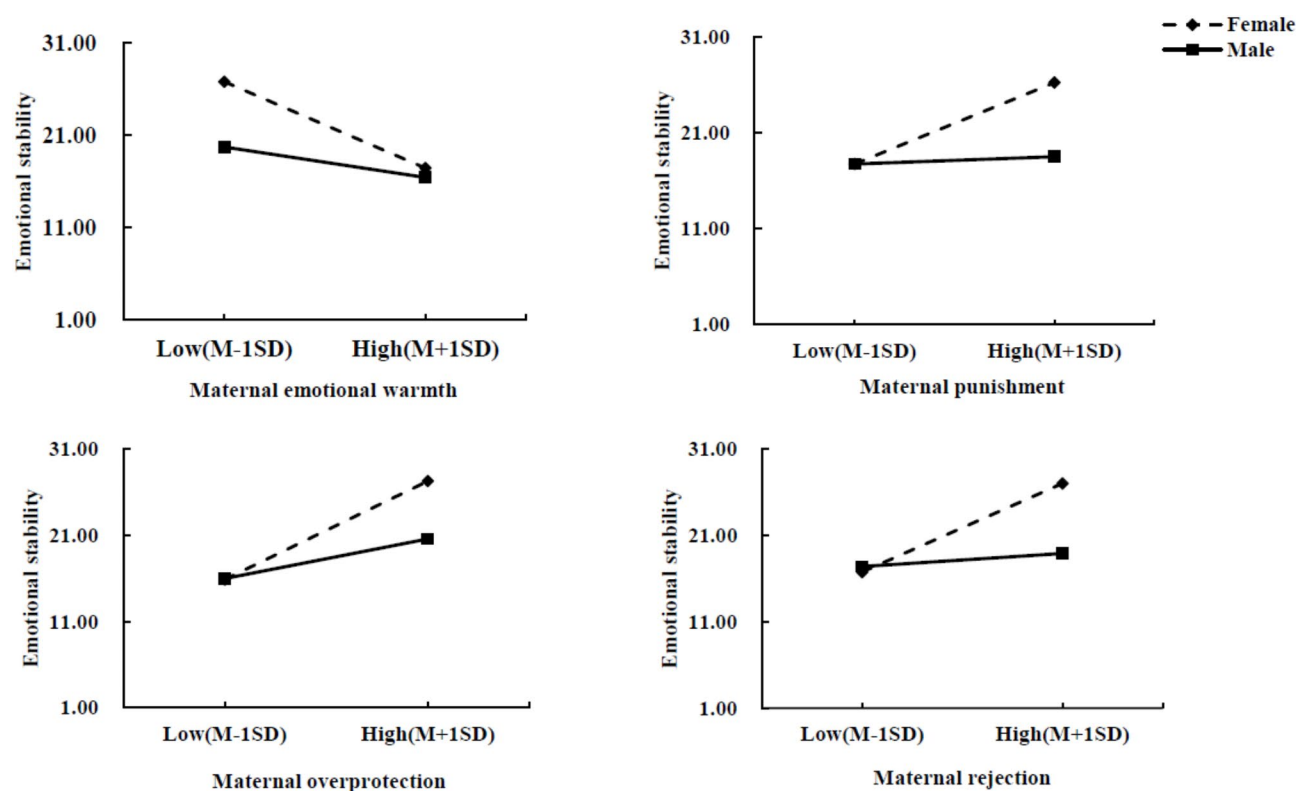 Female
Male
31.00
21.00
11.00
1.00
Emotional stability
Low(M-1SD) High(M+1SD)
Maternal emotional warmth
31.00
21.00
11.00
1.00
Emotional stability
Low(M-1SD) High(M+1SD)
Maternal punishment
31.00
21.00
11.00
1.00
Emotional stability
Low(M-1SD) High(M+1SD)
Maternal overprotection
31.00
21.00
11.00
1.00
Emotional stability
Low(M-1SD) High(M+1SD)
Maternal rejection